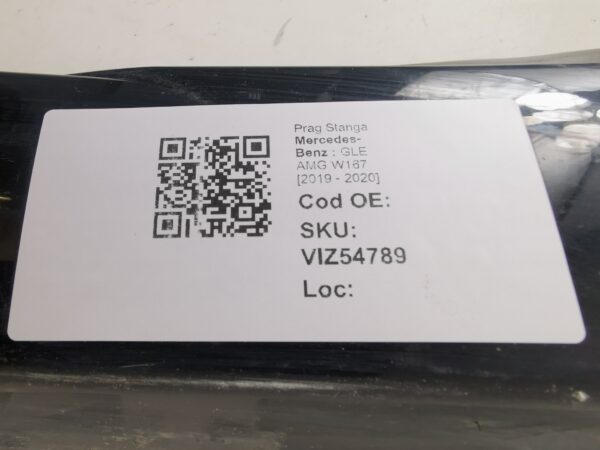 Prag Stanga
Mercedes-
Benz : GLE
AMG W167
[2019 - 2020]
Cod OE:
SKU:
VIZ54789
Loc: